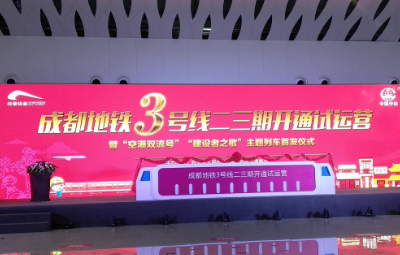 成都地铁3号线二三期开通试运营
暨“空港双流号”“建设者之歌”主题列车首发仪式
成都地铁3号线二三期开通试运营